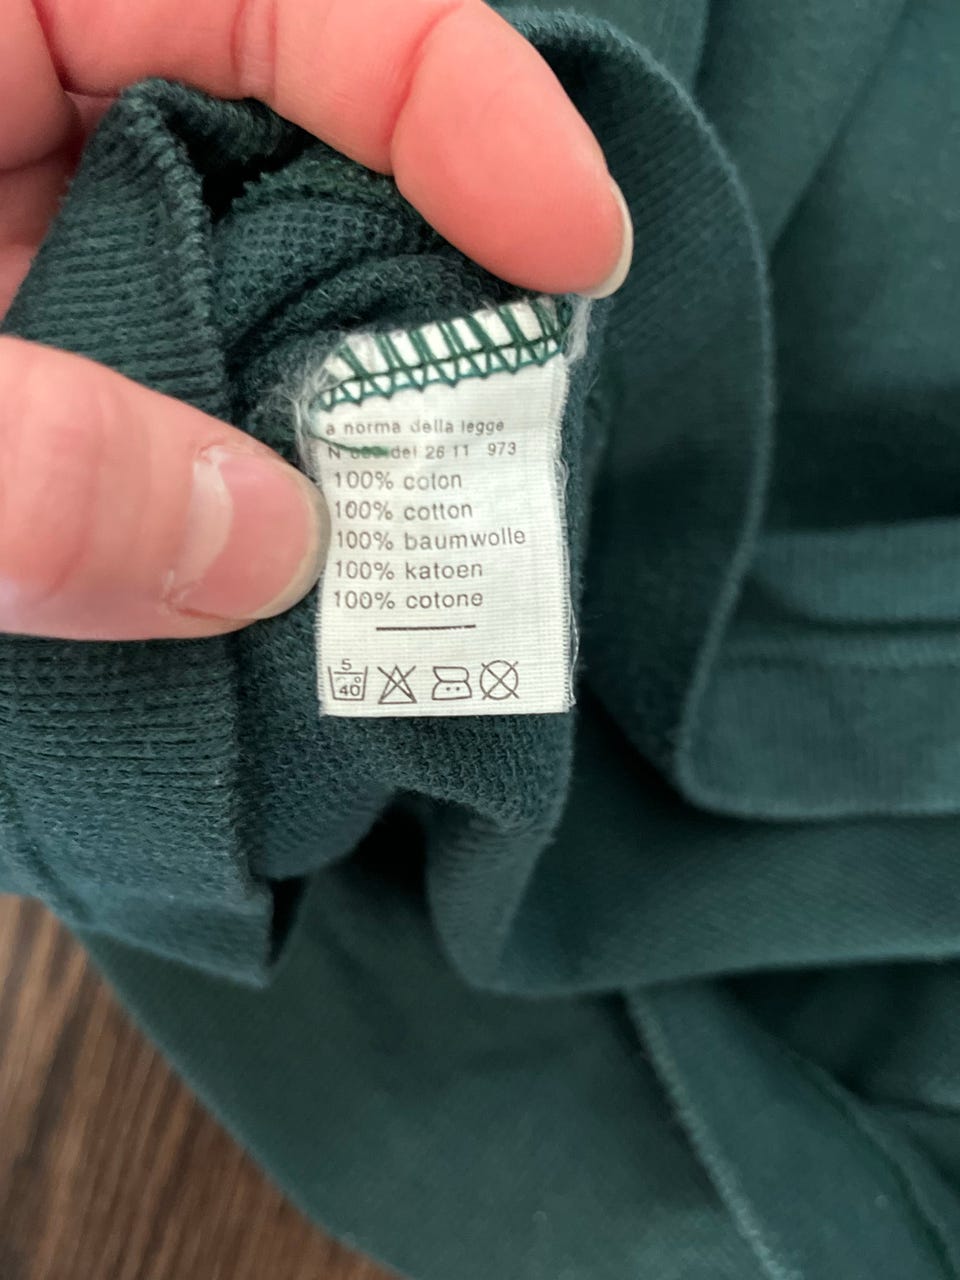 a norma della legge
N del 26 11 973
100% coton
100% cotton
100% baumwolle
100% katoen
100% cotone
5
40